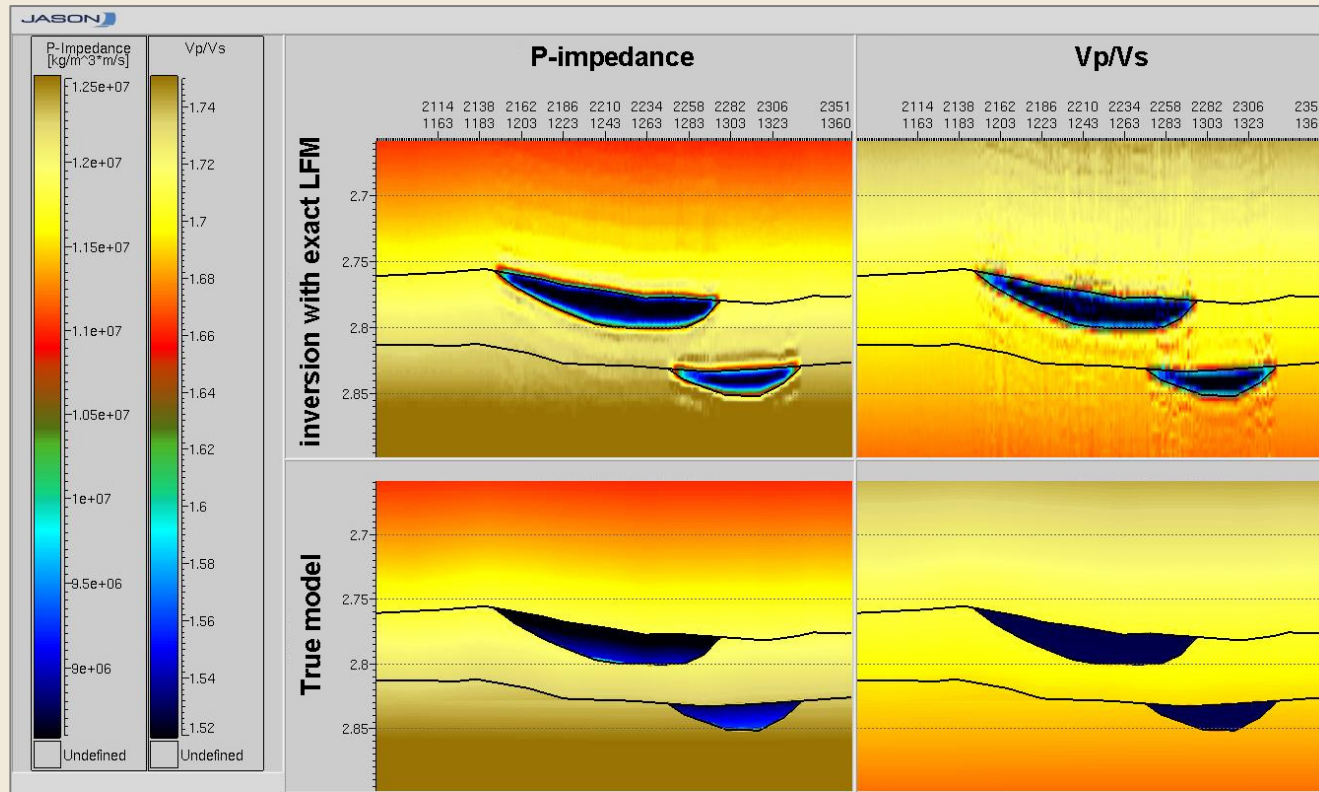 JASON
P-Impedance
[kg/m^3*m/s]
Vp/Vs
1.25e+07
1.2e+07
1.15e+07
1.1e+07
1.05e+07
1e+07
9.5e+06
9e+06
Undefined
1.74
1.72
1.7
1.68
1.66
1.64
1.62
1.6
1.58
1.56
1.54
1.52
Undefined
P-impedance
Vp/Vs
2114 2138 2162 2186 2210 2234 2258 2282 2306 2351
1163 1183 1203 1223 1243 1263 1283 1303 1323 1360
2114 2138 2162 2186 2210 2234 2258 2282 2306 235
1163 1183 1203 1223 1243 1263 1283 1303 1323 136
inversion with exact LFM
2.7
2.75
2.8
2.85
True model
2.7
2.75
2.8
2.85